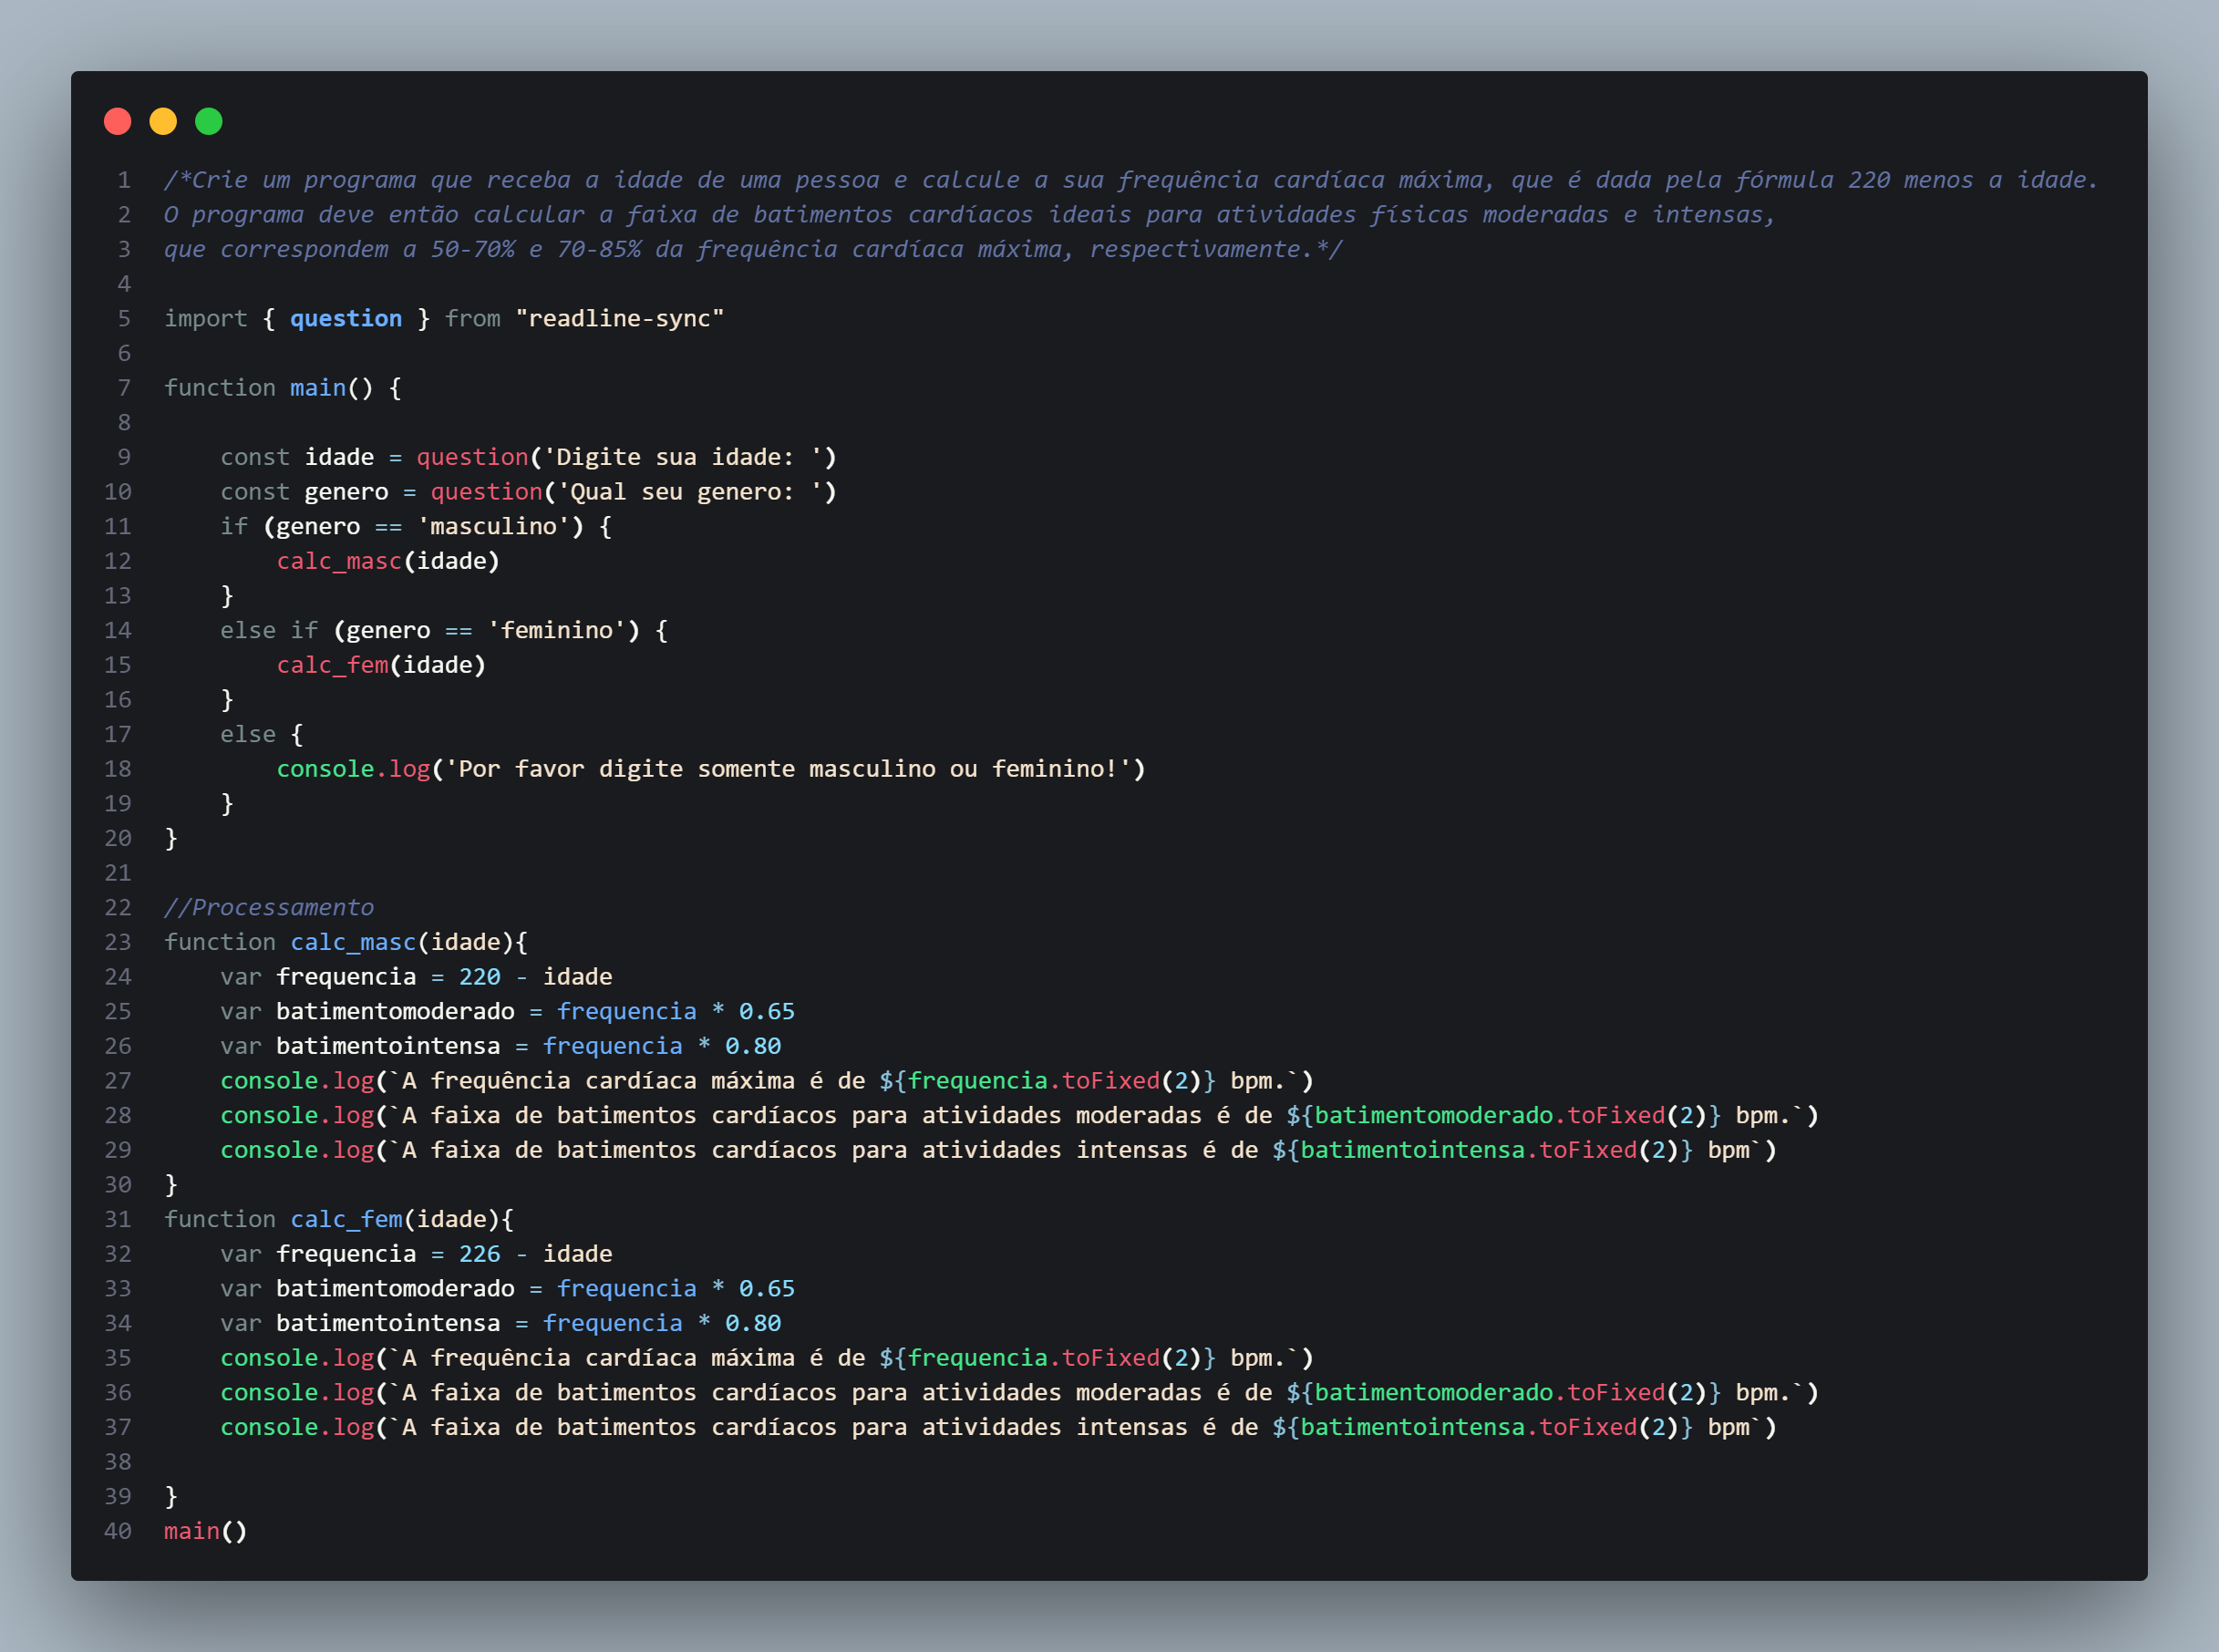 1 /*Crie um programa que receba a idade de uma pessoa e calcule a sua frequência cardíaca máxima, que é dada pela fórmula 220 menos a idade.
2 O programa deve então calcular a faixa de batimentos cardíacos ideais para atividades físicas moderadas e intensas,
3 que correspondem a 50-70% e 70-85% da frequência cardíaca máxima, respectivamente.*/
4
5 import { question } from "readline-sync"
6
7 function main() {
8
9     const idade = question('Digite sua idade: ')
10     const genero = question('Qual seu genero: ')
11     if (genero == 'masculino') {
12         calc_masc(idade)
13     }
14     else if (genero == 'feminino') {
15         calc_fem(idade)
16     }
17     else {
18         console.log('Por favor digite somente masculino ou feminino!')
19     }
20 }
21
22 //Processamento
23 function calc_masc(idade){
24     var frequencia = 220 - idade
25     var batimentomoderado = frequencia * 0.65
26     var batimentointensa = frequencia * 0.80
27     console.log(`A frequência cardíaca máxima é de ${frequencia.toFixed(2)} bpm.`)
28     console.log(`A faixa de batimentos cardíacos para atividades moderadas é de ${batimentomoderado.toFixed(2)} bpm.`)
29     console.log(`A faixa de batimentos cardíacos para atividades intensas é de ${batimentointensa.toFixed(2)} bpm`)
30 }
31 function calc_fem(idade){
32     var frequencia = 226 - idade
33     var batimentomoderado = frequencia * 0.65
34     var batimentointensa = frequencia * 0.80
35     console.log(`A frequência cardíaca máxima é de ${frequencia.toFixed(2)} bpm.`)
36     console.log(`A faixa de batimentos cardíacos para atividades moderadas é de ${batimentomoderado.toFixed(2)} bpm.`)
37     console.log(`A faixa de batimentos cardíacos para atividades intensas é de ${batimentointensa.toFixed(2)} bpm`)
38
39 }
40 main()